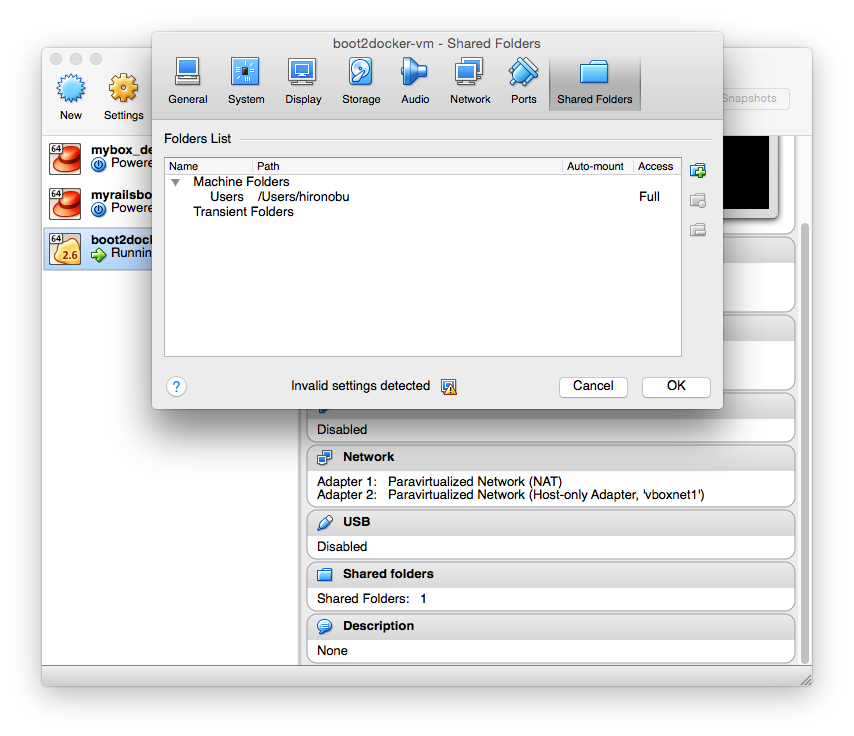 boot2docker-vm - Shared Folders
General System Display Storage Audio Network Ports Shared Folders
New Settings
Snapshots
Folders List
Name Path Auto-mount Access
Machine Folders
Users /Users/hironobu Full
Transient Folders
64 mybox_de
Powere
64 myrailsbo
Powere
64 boot2docl
2.6 Runnin
? Invalid settings detected Cancel OK
Disabled
Network
Adapter 1: Paravirtualized Network (NAT)
Adapter 2: Paravirtualized Network (Host-only Adapter, 'vboxnet1')
USB
Disabled
Shared folders
Shared Folders: 1
Description
None